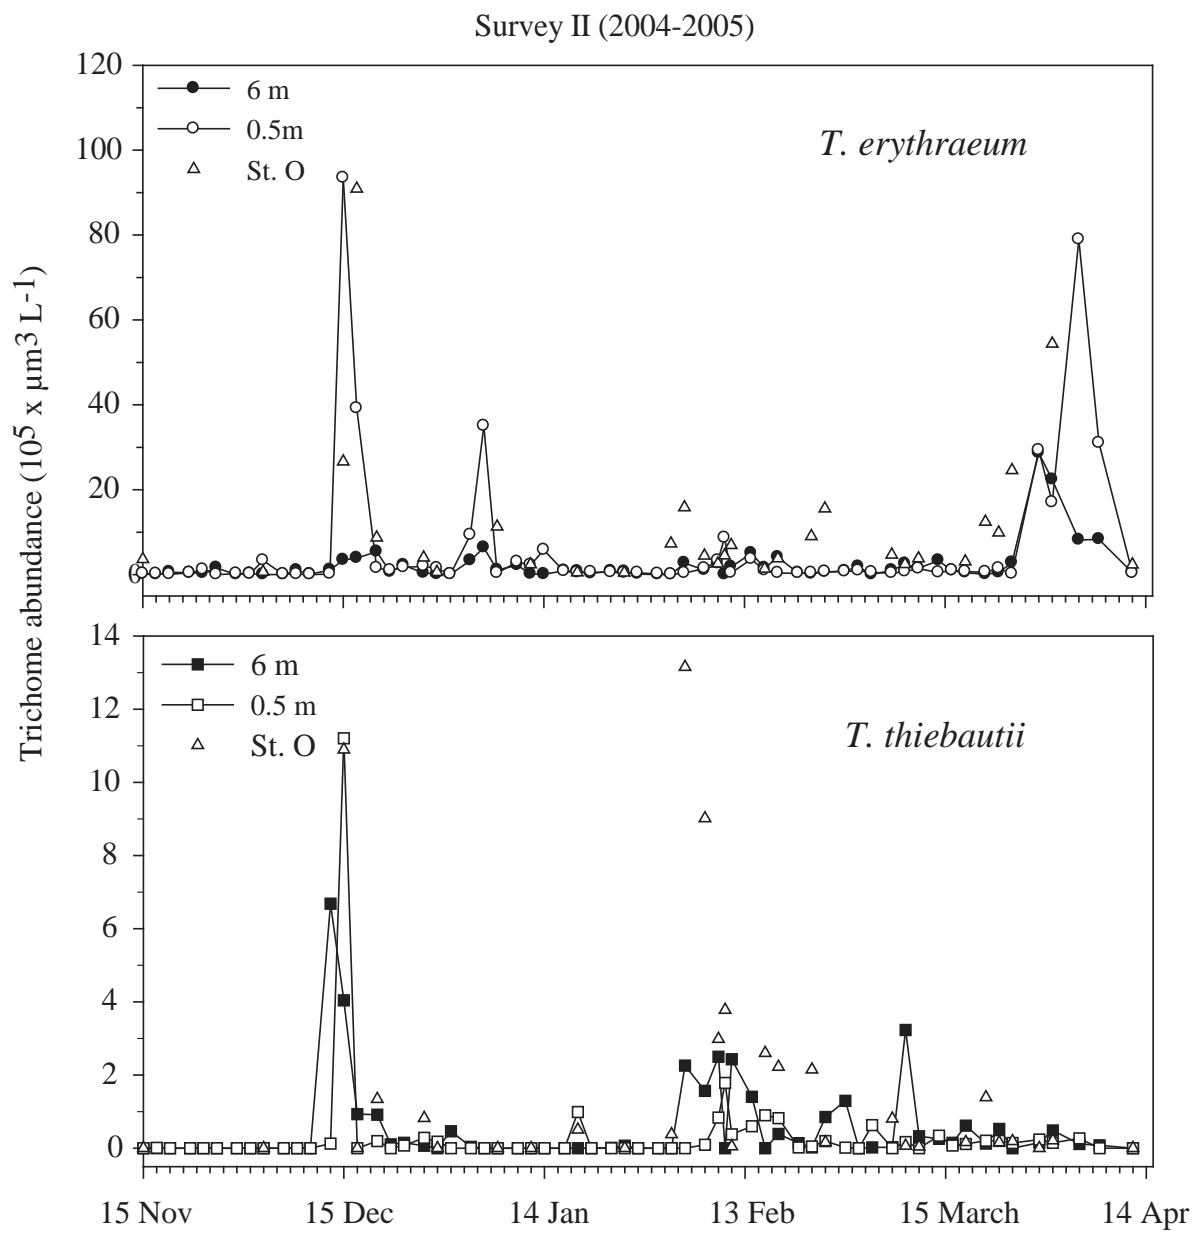 Survey II (2004-2005)
Trichome abundance (10⁵ x µm³ L⁻¹)
120
100
80
60
40
20
0
6 m
0.5m
St. O
T. erythraeum
14
12
10
8
6
4
2
0
6 m
0.5 m
St. O
T. thiebautii
15 Nov 15 Dec 14 Jan 13 Feb 15 March 14 Apr